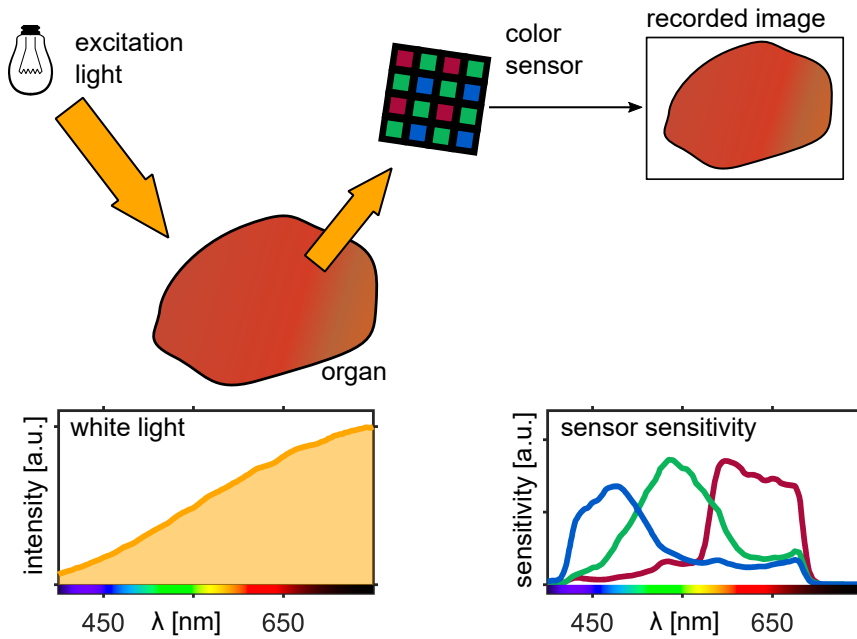 excitation
light
color
sensor
recorded image
organ
white light
intensity [a.u.]
450 λ [nm] 650
sensor sensitivity
sensitivity [a.u.]
450 λ [nm] 650